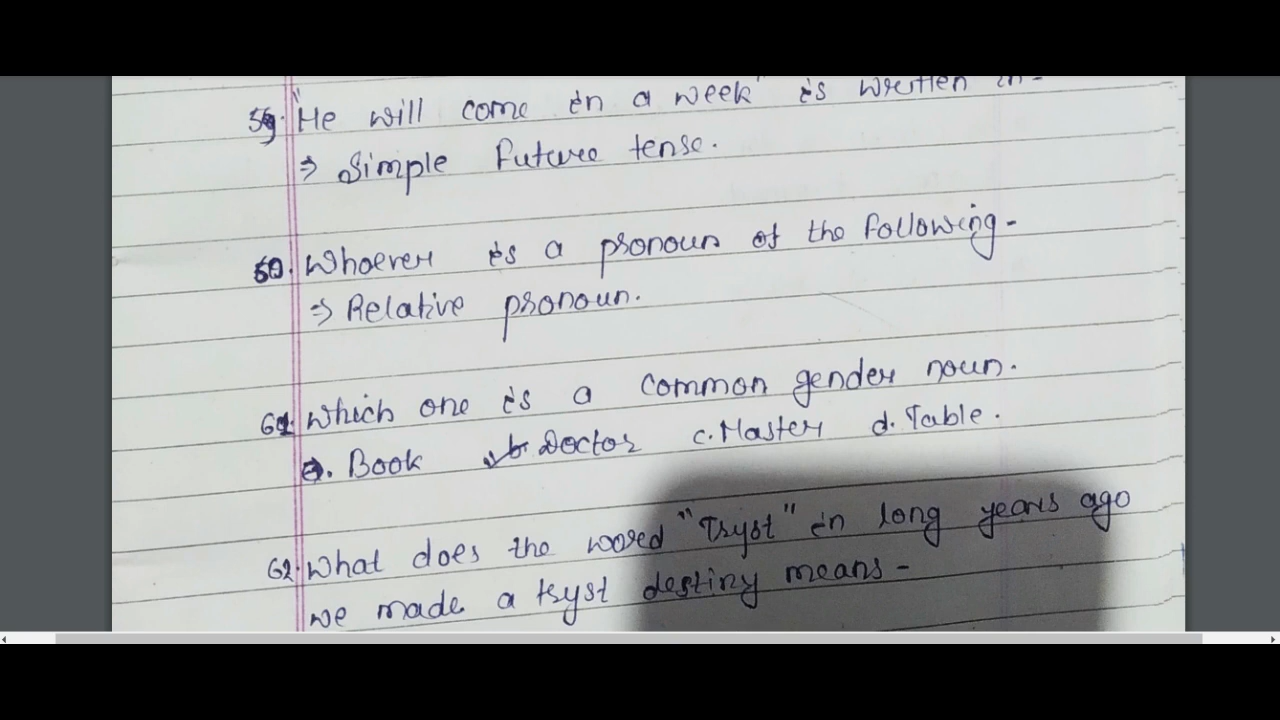 59. "He will come in a week" is written in-
⇒ Simple Future tense.
60. Whoever is a pronoun of the following-
⇒ Relative pronoun.
61. Which one is a common gender noun.
a. Book ✓b. Doctor c. Master d. Table.
62. What does the word "Tryst" in long years ago
we made a tryst destiny means-